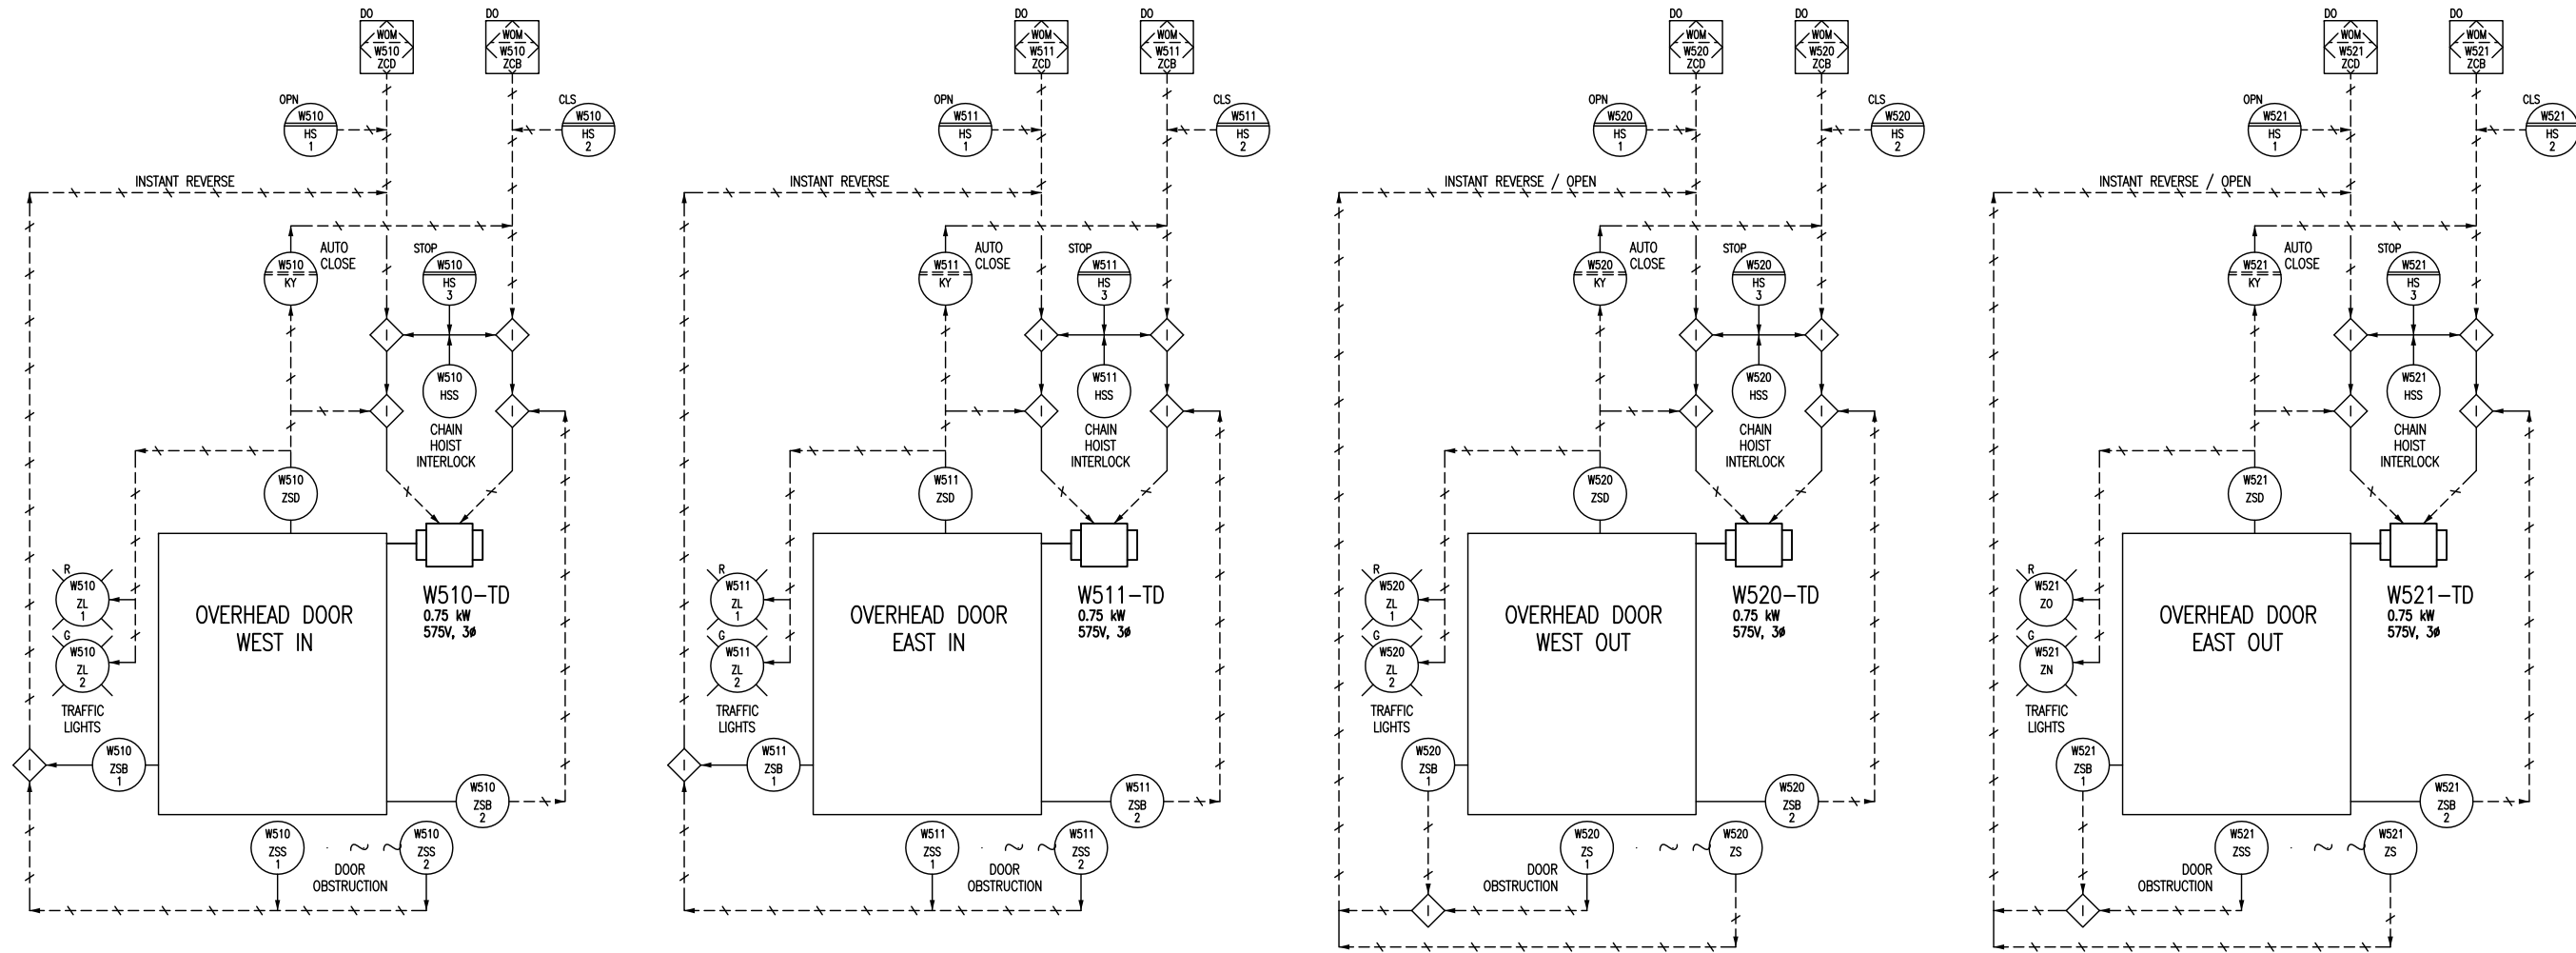 DO
WOM
W510
ZCD
DO
WOM
W510
ZCB
OPN
W510
HS
1
CLS
W510
HS
2
INSTANT REVERSE
W510
KY
AUTO
CLOSE
STOP
W510
HS
3
I
I
W510
HSS
I
I
CHAIN
HOIST
INTERLOCK
W510
ZSD
W510-TD
0.75 kW
575V, 3ø
OVERHEAD DOOR
WEST IN
R
W510
ZL
1
G
W510
ZL
2
TRAFFIC
LIGHTS
I
W510
ZSB
1
W510
ZSB
2
W510
ZSS
1
W510
ZSS
2
DOOR
OBSTRUCTION
DO
WOM
W511
ZCD
DO
WOM
W511
ZCB
OPN
W511
HS
1
CLS
W511
HS
2
INSTANT REVERSE
W511
KY
AUTO
CLOSE
STOP
W511
HS
3
I
I
W511
HSS
I
I
CHAIN
HOIST
INTERLOCK
W511
ZSD
W511-TD
0.75 kW
575V, 3ø
OVERHEAD DOOR
EAST IN
R
W511
ZL
1
G
W511
ZL
2
TRAFFIC
LIGHTS
I
W511
ZSB
1
W511
ZSB
2
W511
ZSS
1
W511
ZSS
2
DOOR
OBSTRUCTION
DO
WOM
W520
ZCD
DO
WOM
W520
ZCB
OPN
W520
HS
1
CLS
W520
HS
2
INSTANT REVERSE / OPEN
W520
KY
AUTO
CLOSE
STOP
W520
HS
3
I
I
W520
HSS
I
I
CHAIN
HOIST
INTERLOCK
W520
ZSD
W520-TD
0.75 kW
575V, 3ø
OVERHEAD DOOR
WEST OUT
R
W520
ZL
1
G
W520
ZL
2
TRAFFIC
LIGHTS
W520
ZSB
1
W520
ZSB
2
W520
ZS
1
W520
ZS
DOOR
OBSTRUCTION
I
DO
WOM
W521
ZCD
DO
WOM
W521
ZCB
OPN
W521
HS
1
CLS
W521
HS
2
INSTANT REVERSE / OPEN
W521
KY
AUTO
CLOSE
STOP
W521
HS
3
I
I
W521
HSS
I
I
CHAIN
HOIST
INTERLOCK
W521
ZSD
W521-TD
0.75 kW
575V, 3ø
OVERHEAD DOOR
EAST OUT
R
W521
ZO
G
W521
ZN
TRAFFIC
LIGHTS
W521
ZSB
1
W521
ZSB
2
W521
ZSS
W521
ZS
DOOR
OBSTRUCTION
I